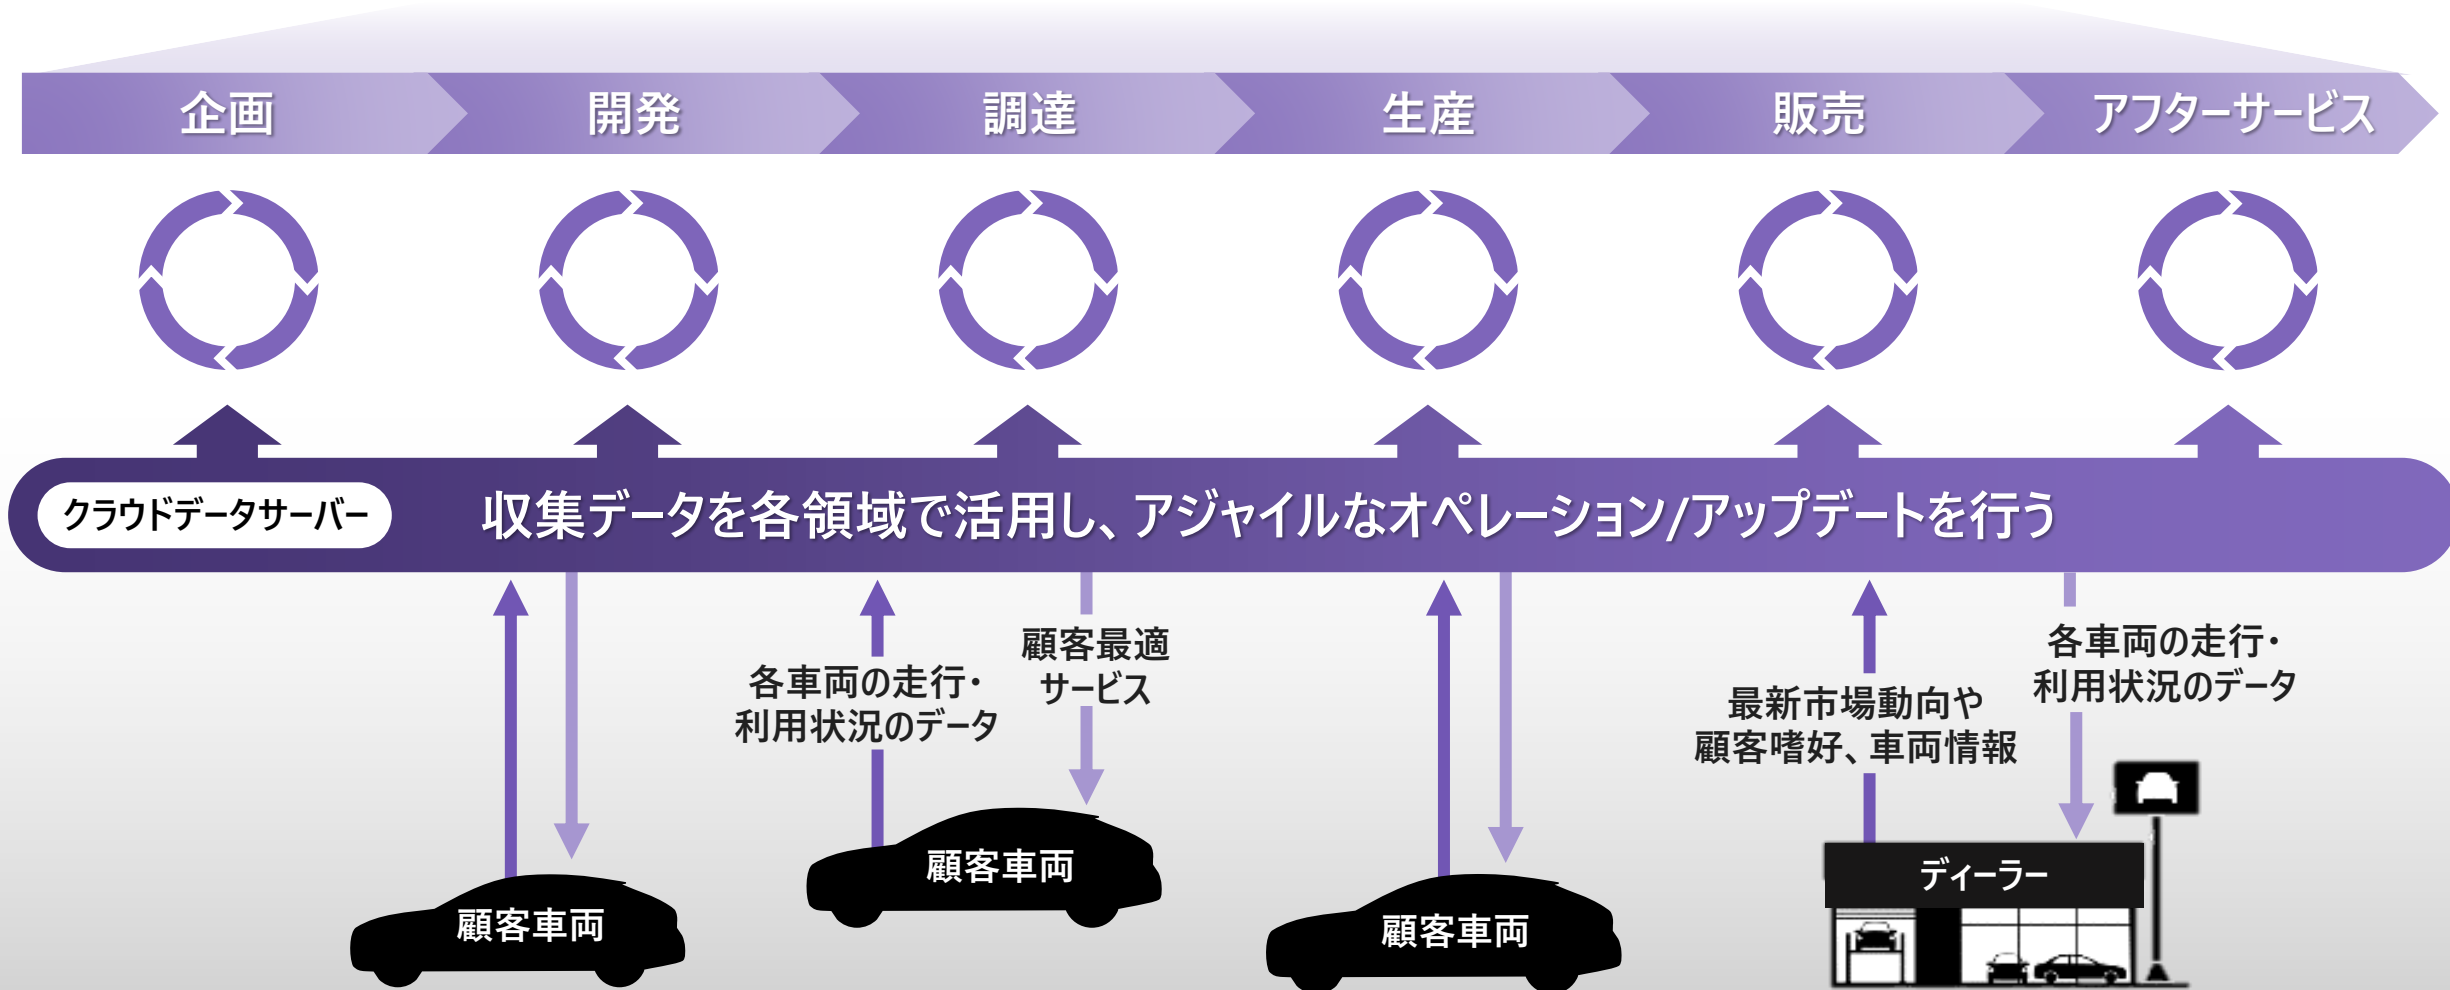 企画
開発
調達
生産
販売
アフターサービス
クラウドデータサーバー
収集データを各領域で活用し、アジャイルなオペレーション/アップデートを行う
各車両の走行・
利用状況のデータ
顧客最適
サービス
最新市場動向や
顧客嗜好、車両情報
各車両の走行・
利用状況のデータ
顧客車両
顧客車両
顧客車両
ディーラー